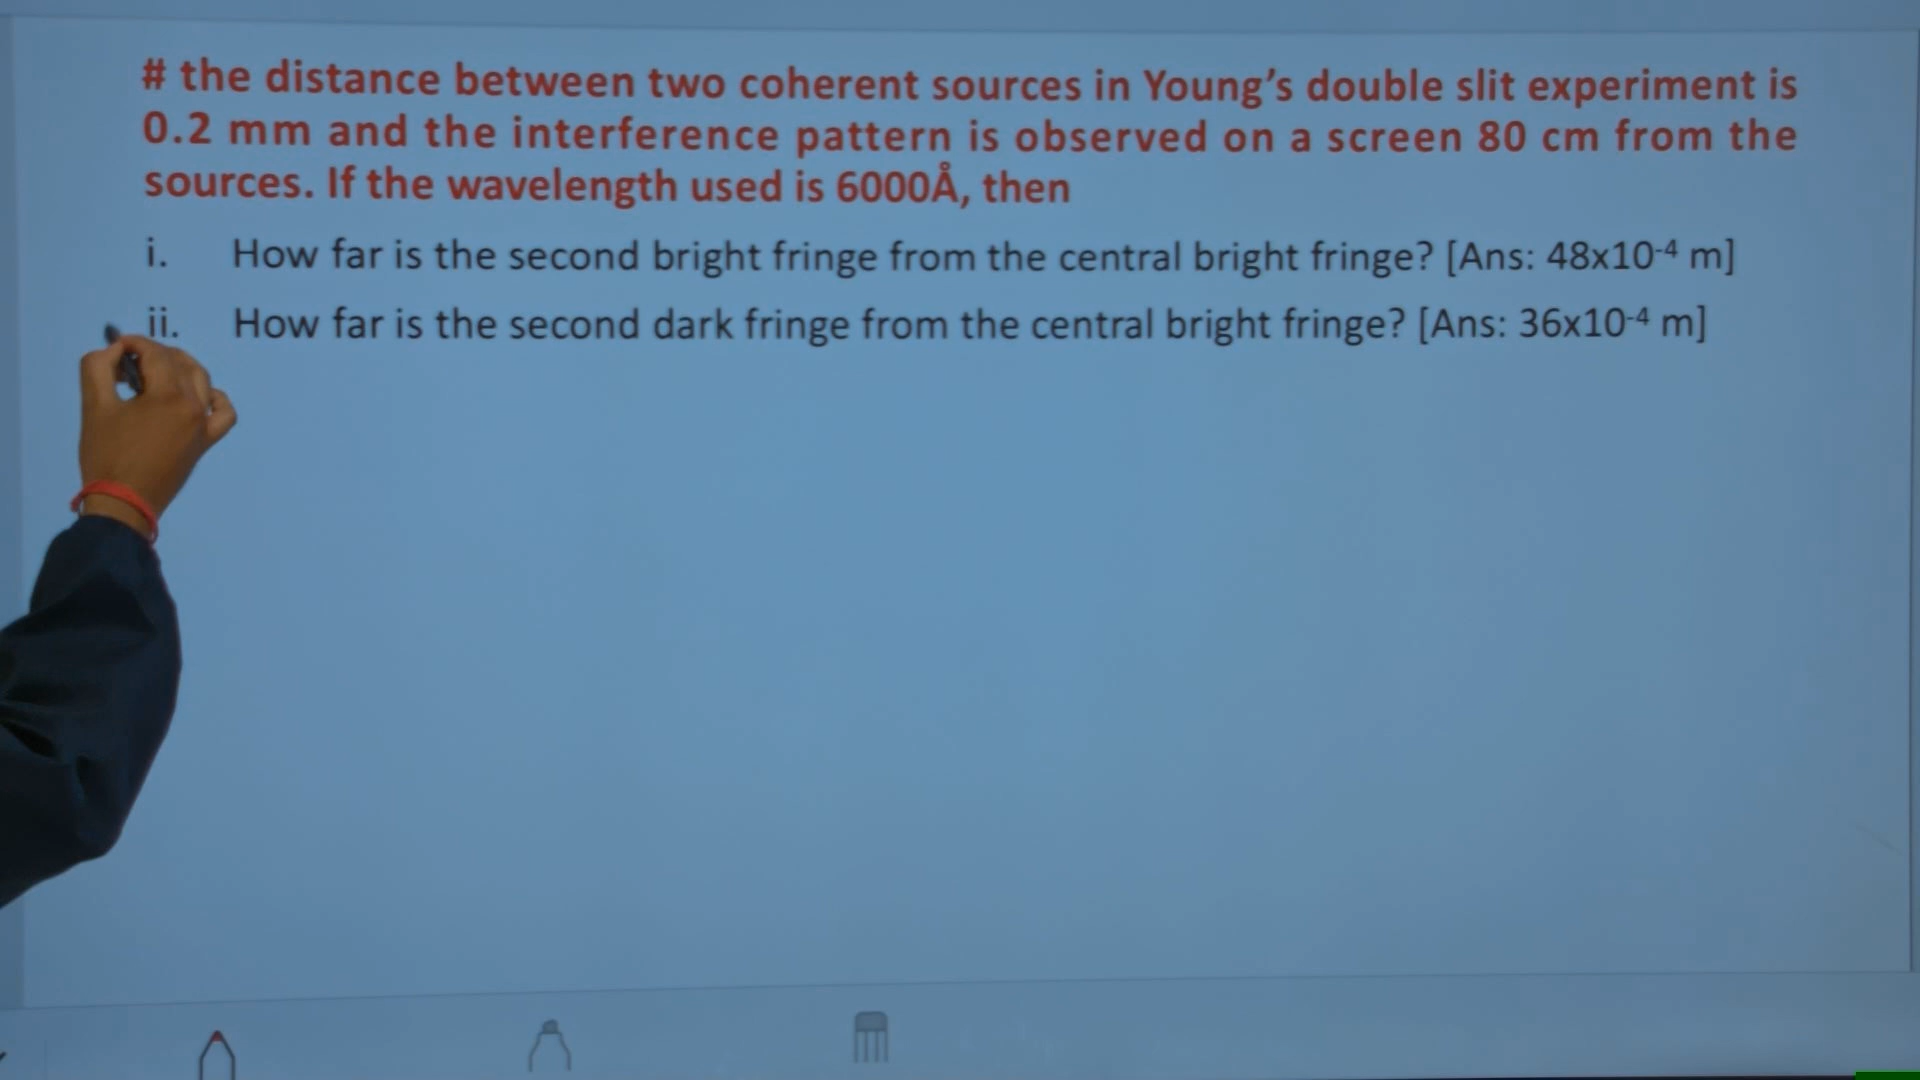 # the distance between two coherent sources in Young’s double slit experiment is
0.2 mm and the interference pattern is observed on a screen 80 cm from the
sources. If the wavelength used is 6000Å, then
i. How far is the second bright fringe from the central bright fringe? [Ans: 48x10⁻⁴ m]
ii. How far is the second dark fringe from the central bright fringe? [Ans: 36x10⁻⁴ m]